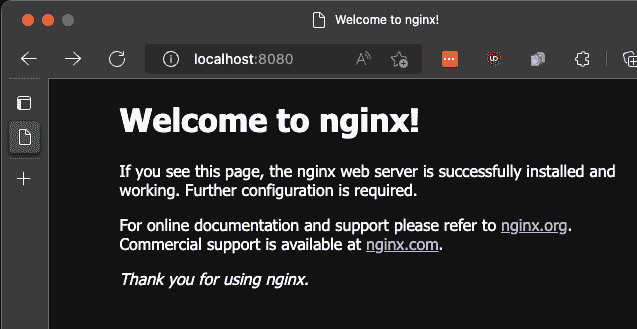 Welcome to nginx!
localhost:8080
Welcome to nginx!
If you see this page, the nginx web server is successfully installed and
working. Further configuration is required.
For online documentation and support please refer to nginx.org.
Commercial support is available at nginx.com.
Thank you for using nginx.